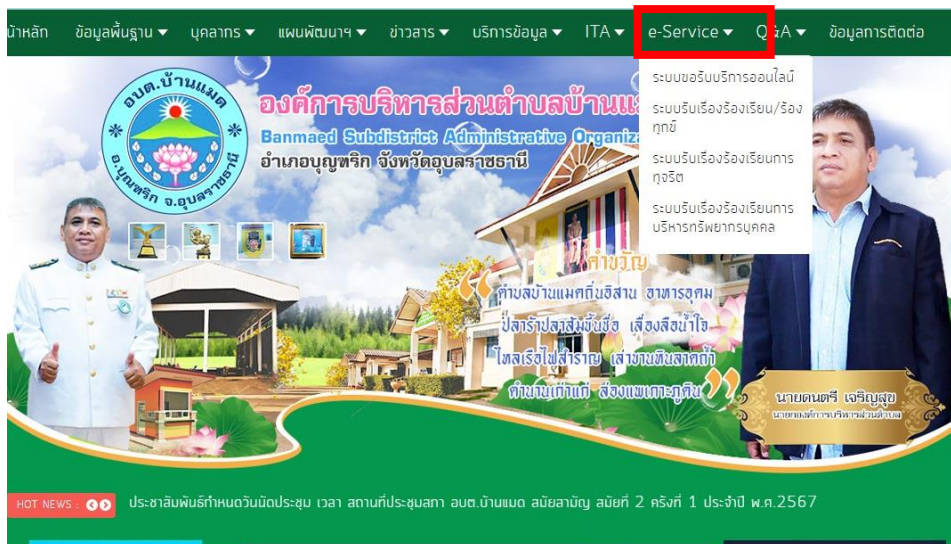 น้าหลัก ข้อมูลพื้นฐาน บุคลากร แผนพัฒนาฯ ข่าวสาร บริการข้อมูล ITA e-Service Q&A ข้อมูลการติดต่อ
ระบบขอรับบริการออนไลน์
ระบบรับเรื่องร้องเรียน/ร้อง
ทุกข์
ระบบรับเรื่องร้องเรียนการ
ทุจริต
ระบบรับเรื่องร้องเรียนการ
บริหารทรัพยากรบุคคล
อบต.บ้านแมด
อ.บุณฑริก จ.อุบลราชธานี
องค์การบริหารส่วนตำบลบ้านแม
Banmaed Subdistrict Administrative Organiza
อำเภอบุญฑริก จังหวัดอุบลราชธานี
คำขวัญ
ตำบลบ้านแมดถิ่นอีสาน อาหารอุดม
ปลาร้าปลาส้มขึ้นชื่อ เลื่องลือน้ำใจ
ไหลเรือไฟสำราญ เล่าขานหินลาดถ้ำ
ตำนานเก่าแก่ ล่องแพเกาะภูดิน
นายดนตรี เจริญสุข
นายกองค์การบริหารส่วนตำบล
HOT NEWS : ประชาสัมพันธ์กำหนดวันนัดประชุม เวลา สถานที่ประชุมสภา อบต.บ้านแมด สมัยสามัญ สมัยที่ 2 ครั้งที่ 1 ประจำปี พ.ศ.2567